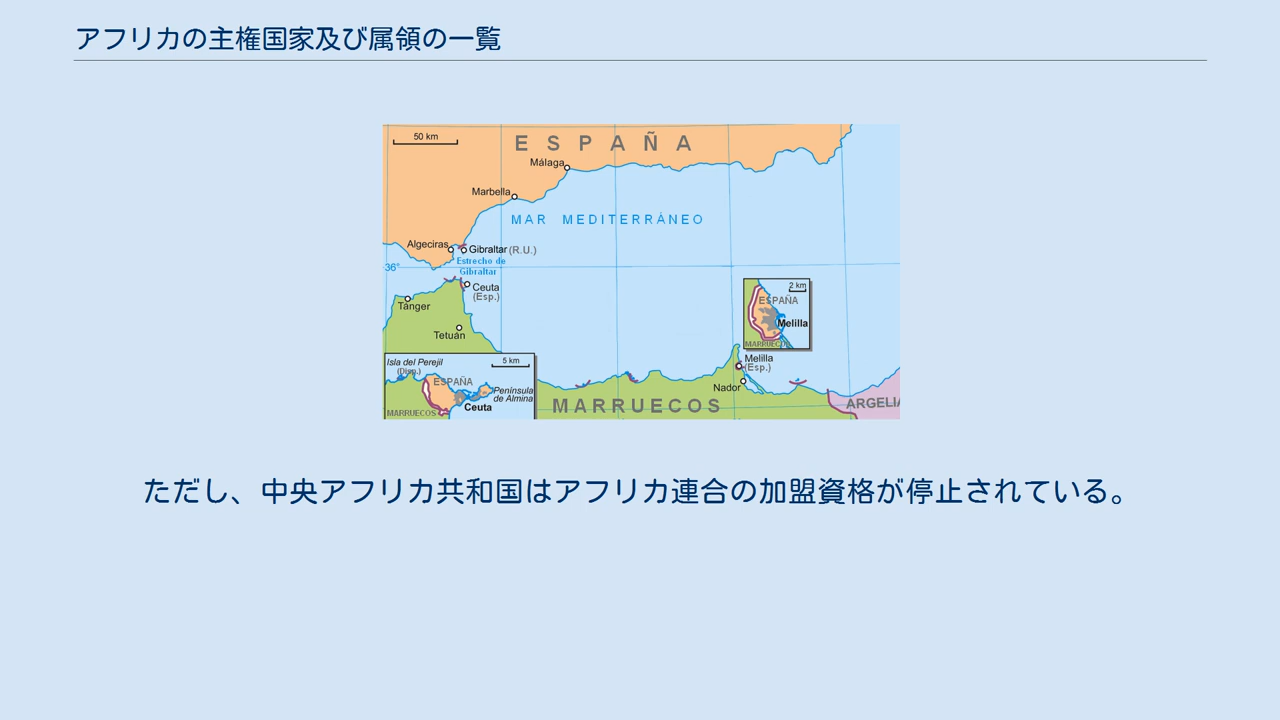 アフリカの主権国家及び属領の一覧
50 km
ESPAÑA
Málaga
Marbella
MAR MEDITERRÁNEO
Algeciras
Gibraltar (R.U.)
Estrecho de
Gibraltar
36°
Ceuta
(Esp.)
Tánger
Tetuán
2 km
ESPAÑA
Melilla
MARRUECOS
Isla del Perejil
(Disp.)
5 km
ESPAÑA
Península
de Almina
Ceuta
MARRUECOS
Melilla
(Esp.)
Nador
MARRUECOS
ARGELIA
ただし、中央アフリカ共和国はアフリカ連合の加盟資格が停止されている。